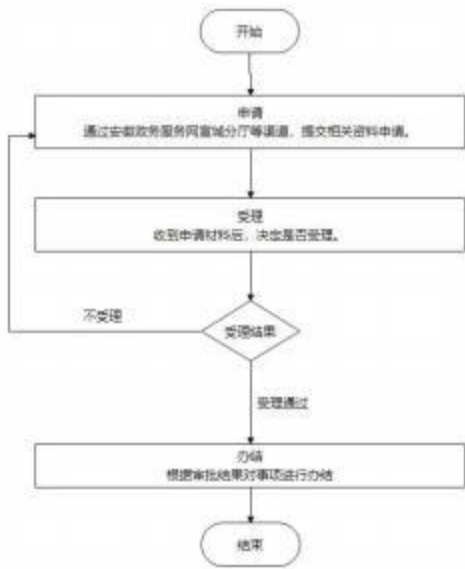 开始
申请
通过安徽政务服务网宣城分厅等渠道，提交相关资料申请。
受理
收到申请材料后，决定是否受理。
不受理
受理结果
受理通过
办结
根据审批结果对事项进行办结
结束